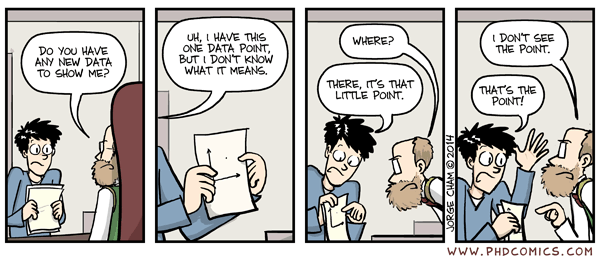 DO YOU HAVE
ANY NEW DATA
TO SHOW ME?
UH, I HAVE THIS
ONE DATA POINT,
BUT I DON'T KNOW
WHAT IT MEANS.
WHERE?
THERE, IT'S THAT
LITTLE POINT.
I DON'T SEE
THE POINT.
THAT'S THE
POINT!
JORGE CHAM © 2014
WWW.PHDCOMICS.COM